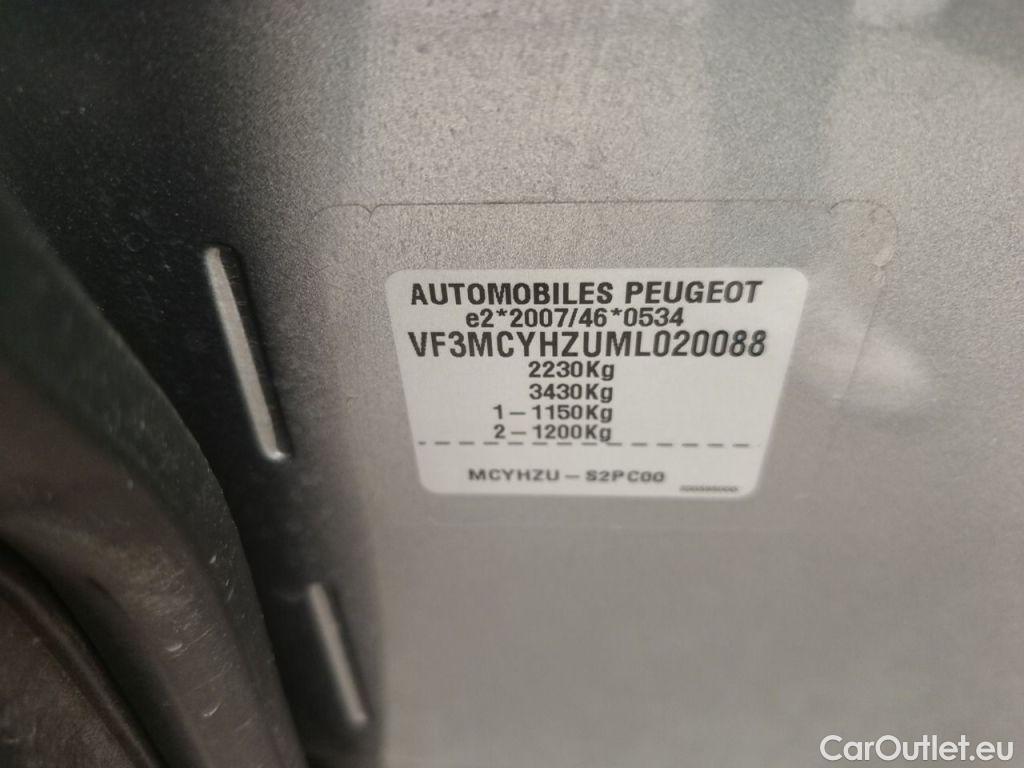 AUTOMOBILES PEUGEOT
e2*2007/46*0534
VF3MCYHZUML020088
2230Kg
3430Kg
1-1150Kg
2-1200Kg
MCYHZU-S2PC00
CarOutlet.eu